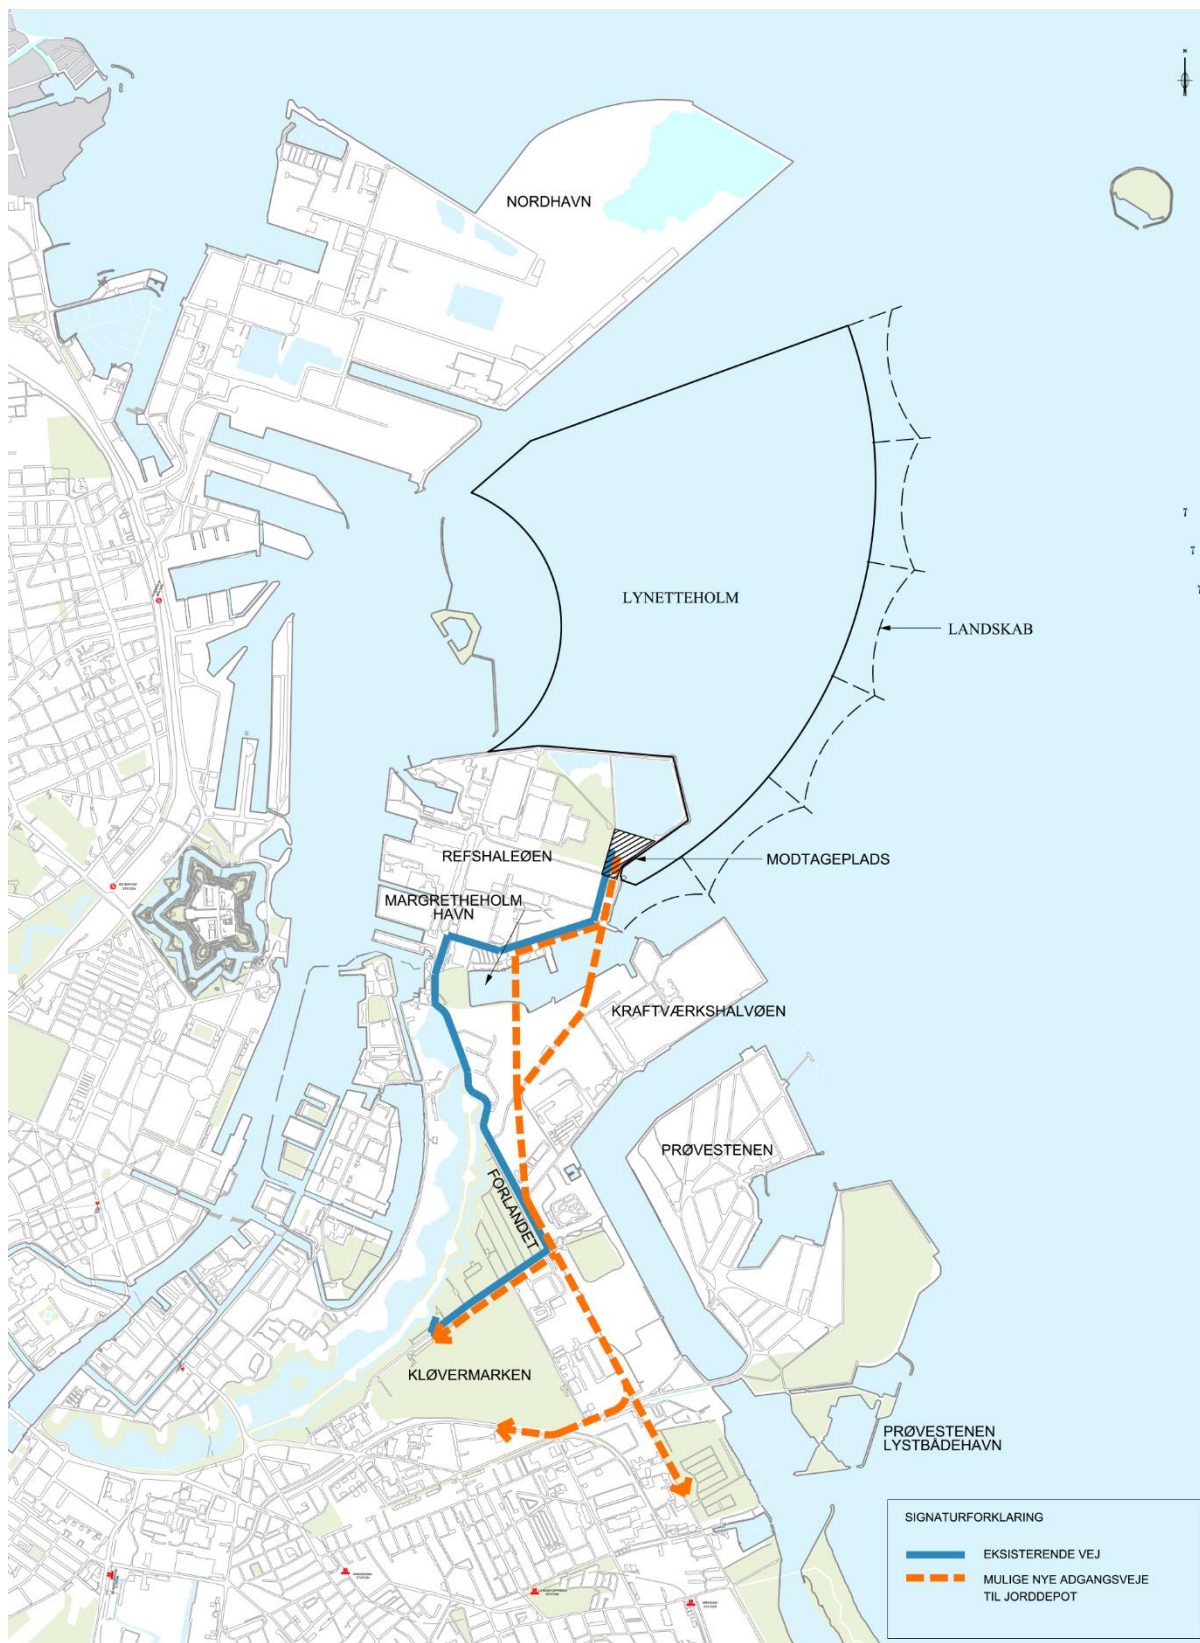 N
NORDHAVN
LYNETTEHOLM
LANDSKAB
REFSHALEØEN
MODTAGEPLADS
MARGRETHEHOLM
HAVN
KRAFTVÆRKSHALVØEN
PRØVESTENEN
FORLANDET
KLØVERMARKEN
PRØVESTENEN
LYSTBÅDEHAVN
SIGNATURFORKLARING
EKSISTERENDE VEJ
MULIGE NYE ADGANGSVEJE
TIL JORDDEPOT